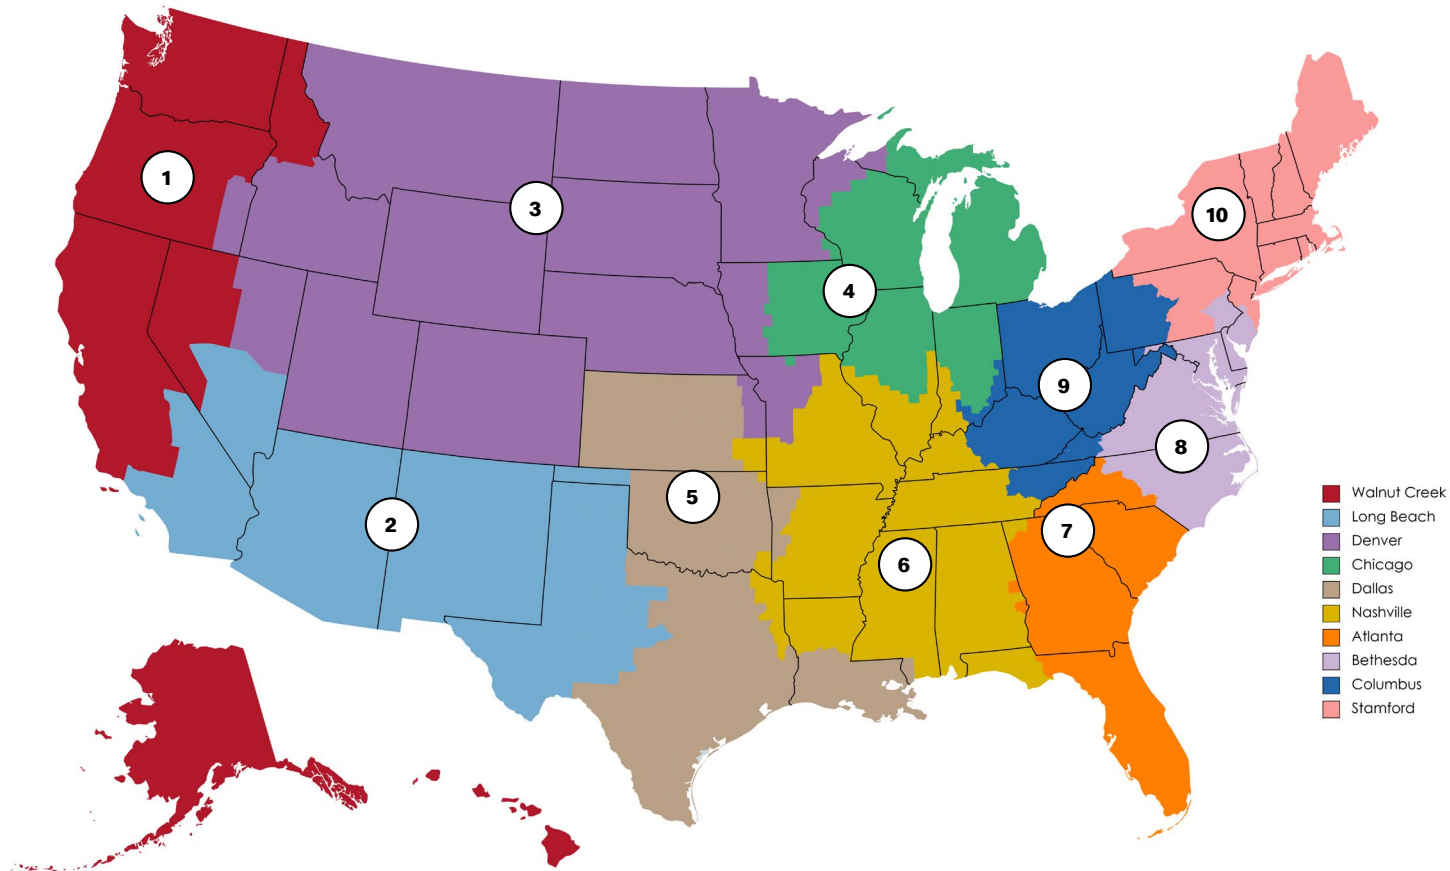 1
2
3
4
5
6
7
8
9
10
Walnut Creek
Long Beach
Denver
Chicago
Dallas
Nashville
Atlanta
Bethesda
Columbus
Stamford